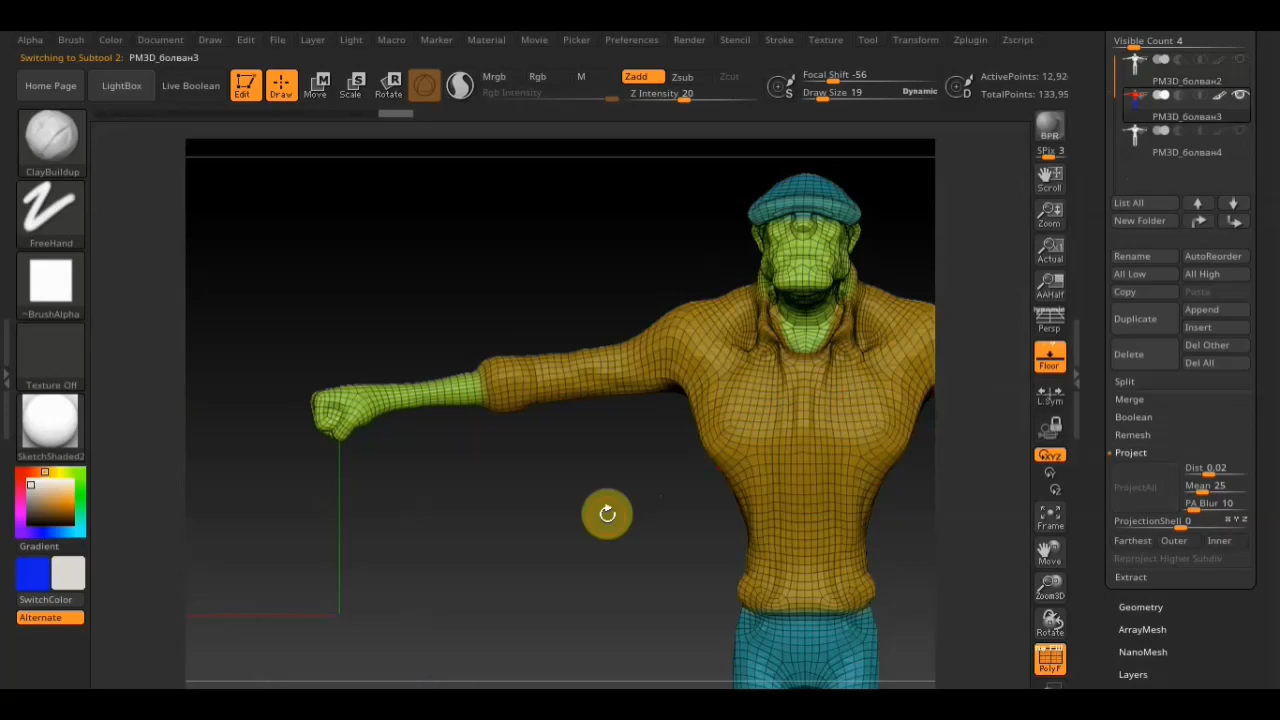 Alpha Brush Color Document Draw Edit File Layer Light Macro Marker Material Movie Picker Preferences Render Stencil Stroke Texture Tool Transform Zplugin Zscript
Switching to Subtool 2: PM3D_болван3
Home Page
LightBox
Live Boolean
Edit
Draw
Move
Scale
Rotate
Mrgb Rgb M
Rgb Intensity
Zadd Zsub Zcut
Z Intensity 20
S
Focal Shift -56
Draw Size 19 Dynamic
D
ActivePoints: 12,92
TotalPoints: 133,95
ClayBuildup
FreeHand
~BrushAlpha
Texture Off
SketchShaded2
Gradient
SwitchColor
Alternate
BPR
SPix 3
Scroll
Zoom
Actual
AAHalf
Dynamic
Persp
Floor
L.Sym
XYZ
Y
Z
Frame
Move
Zoom3D
Rotate
PolyF
Visible Count 4
PM3D_болван2
PM3D_болван3
PM3D_болван4
List All
New Folder
Rename AutoReorder
All Low All High
Copy Paste
Duplicate
Append
Insert
Delete
Del Other
Del All
Split
Merge
Boolean
Remesh
Project
ProjectAll
Dist 0.02
Mean 25
PA Blur 10
ProjectionShell 0 X Y Z
Farthest Outer Inner
Reproject Higher Subdiv
Extract
Geometry
ArrayMesh
NanoMesh
Layers